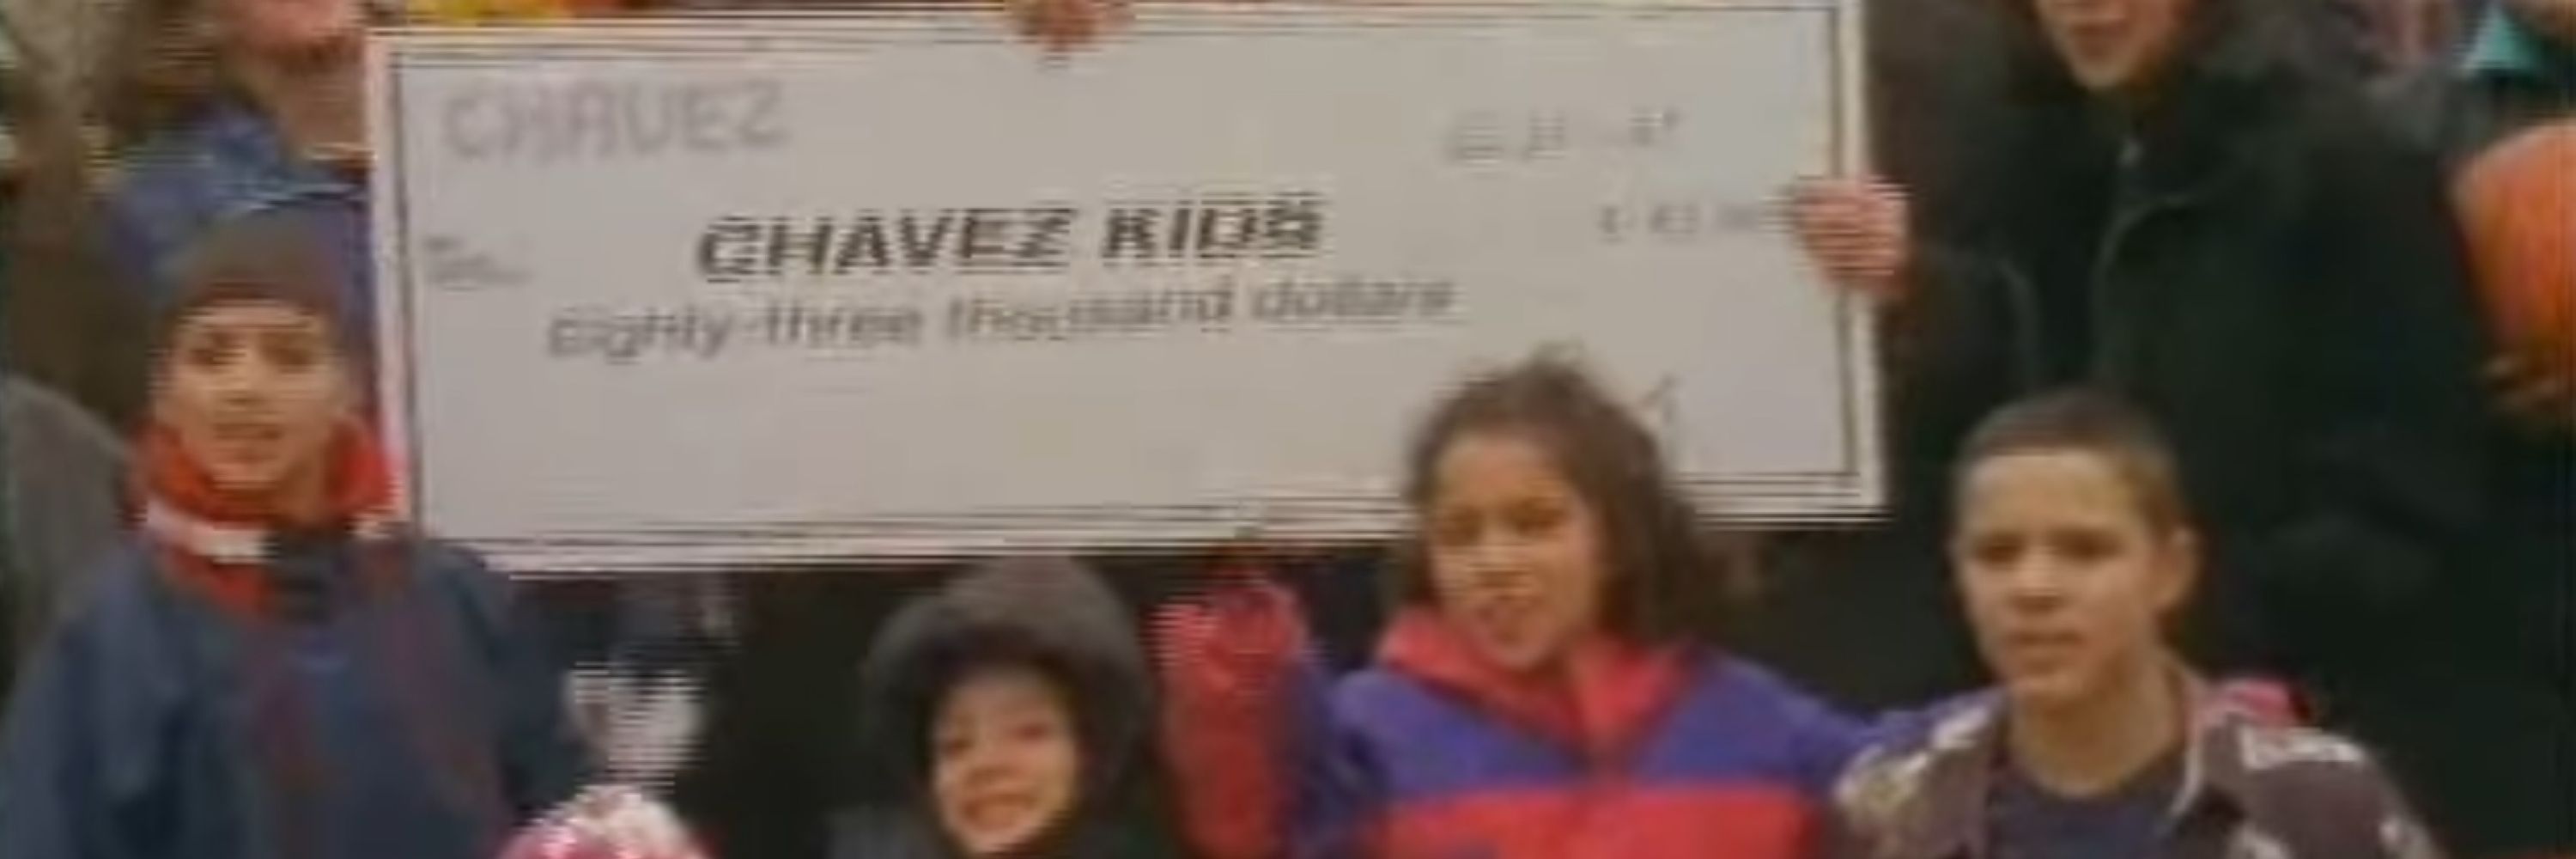 CHAVEZ
CHAVEZ KIDS
Eighty-three thousand dollars